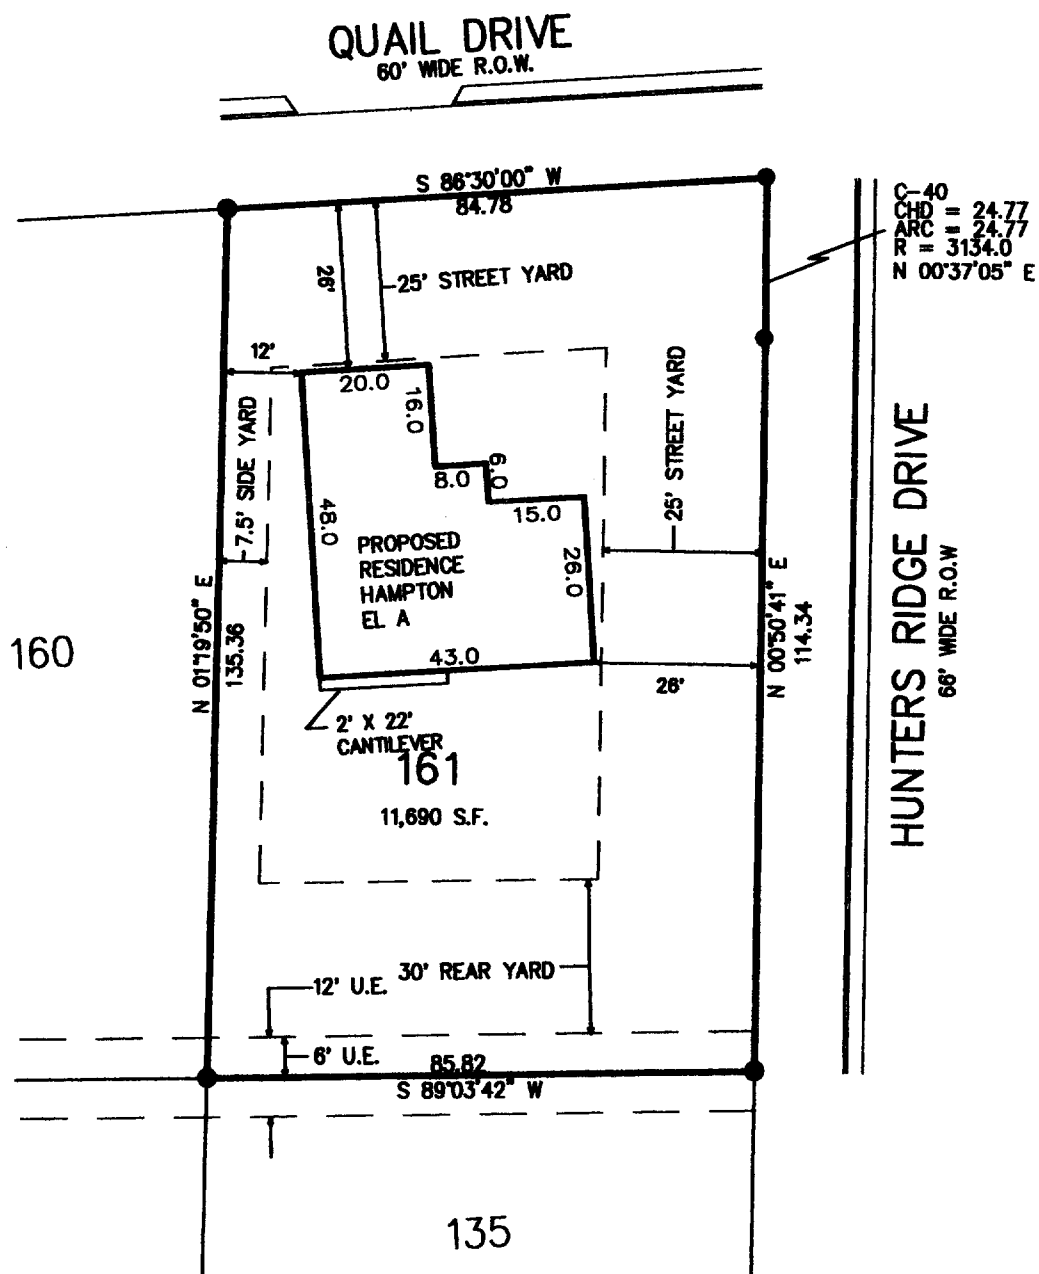 QUAIL DRIVE
60' WIDE R.O.W.
S 86°30'00" W
84.78
C-40
CHD = 24.77
ARC = 24.77
R = 3134.0
N 00°37'05" E
26'
25' STREET YARD
12'
20.0
16.0
8.0
6.0
15.0
7.5' SIDE YARD
25' STREET YARD
48.0
26.0
PROPOSED
RESIDENCE
HAMPTON
EL A
43.0
26'
N 01°19'50" E
135.36
N 00°50'41" E
114.34
HUNTERS RIDGE DRIVE
66' WIDE R.O.W
160
2' X 22'
CANTILEVER
161
11,690 S.F.
30' REAR YARD
12' U.E.
6' U.E.
85.82
S 89°03'42" W
135